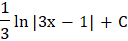 1/3 ln |3x − 1| + C